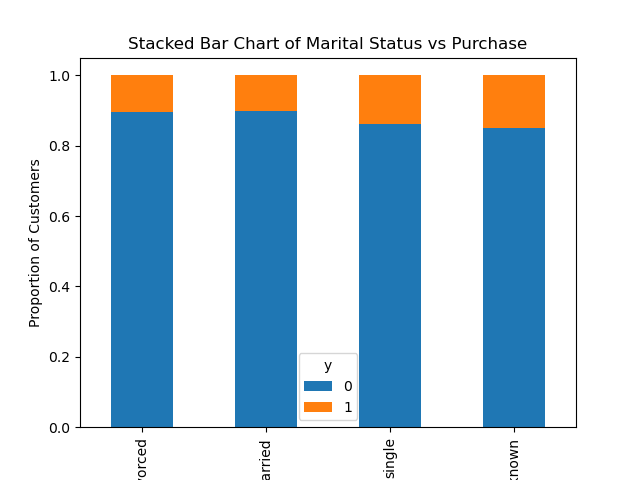 Stacked Bar Chart of Marital Status vs Purchase
Proportion of Customers
1.0
0.8
0.6
0.4
0.2
0.0
y
0
1
vorced
arried
single
known